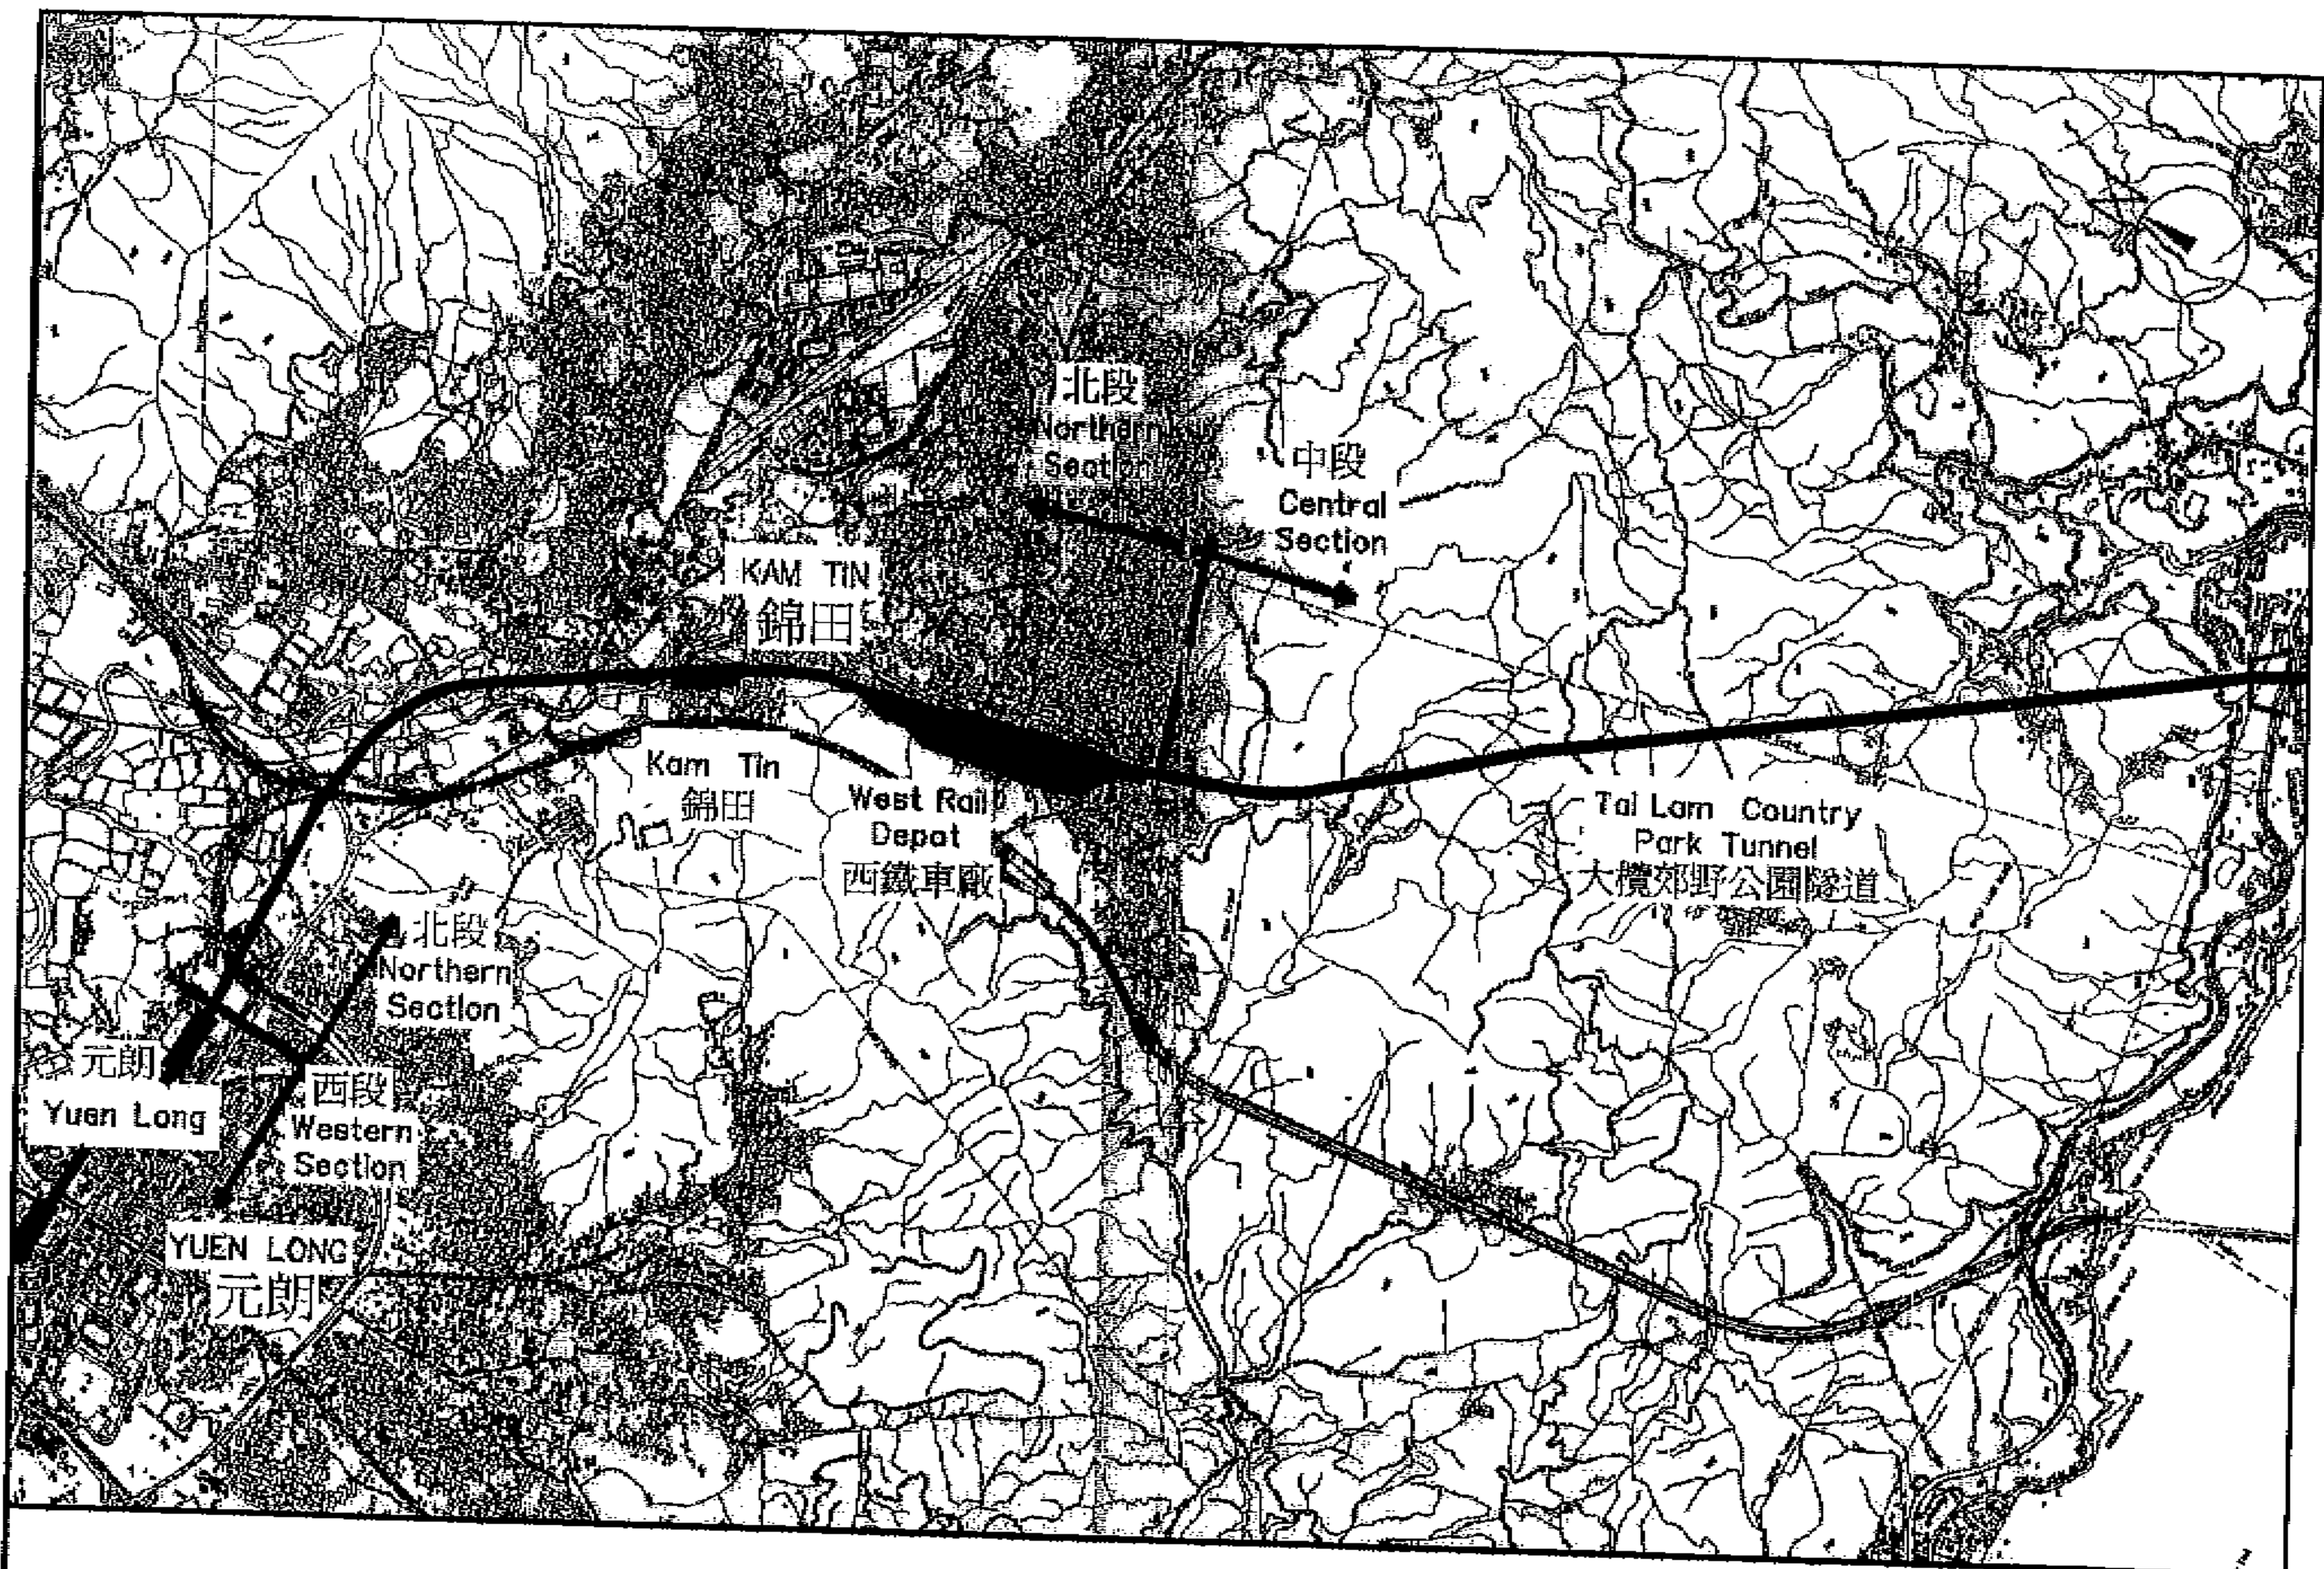 北段
Northern
Section
中段
Central
Section
KAM TIN
錦田
Kam Tin
錦田
West Rail
Depot
西鐵車廠
Tai Lam Country
Park Tunnel
大欖郊野公園隧道
北段
Northern
Section
元朗
Yuen Long
西段
Western
Section
YUEN LONG
元朗